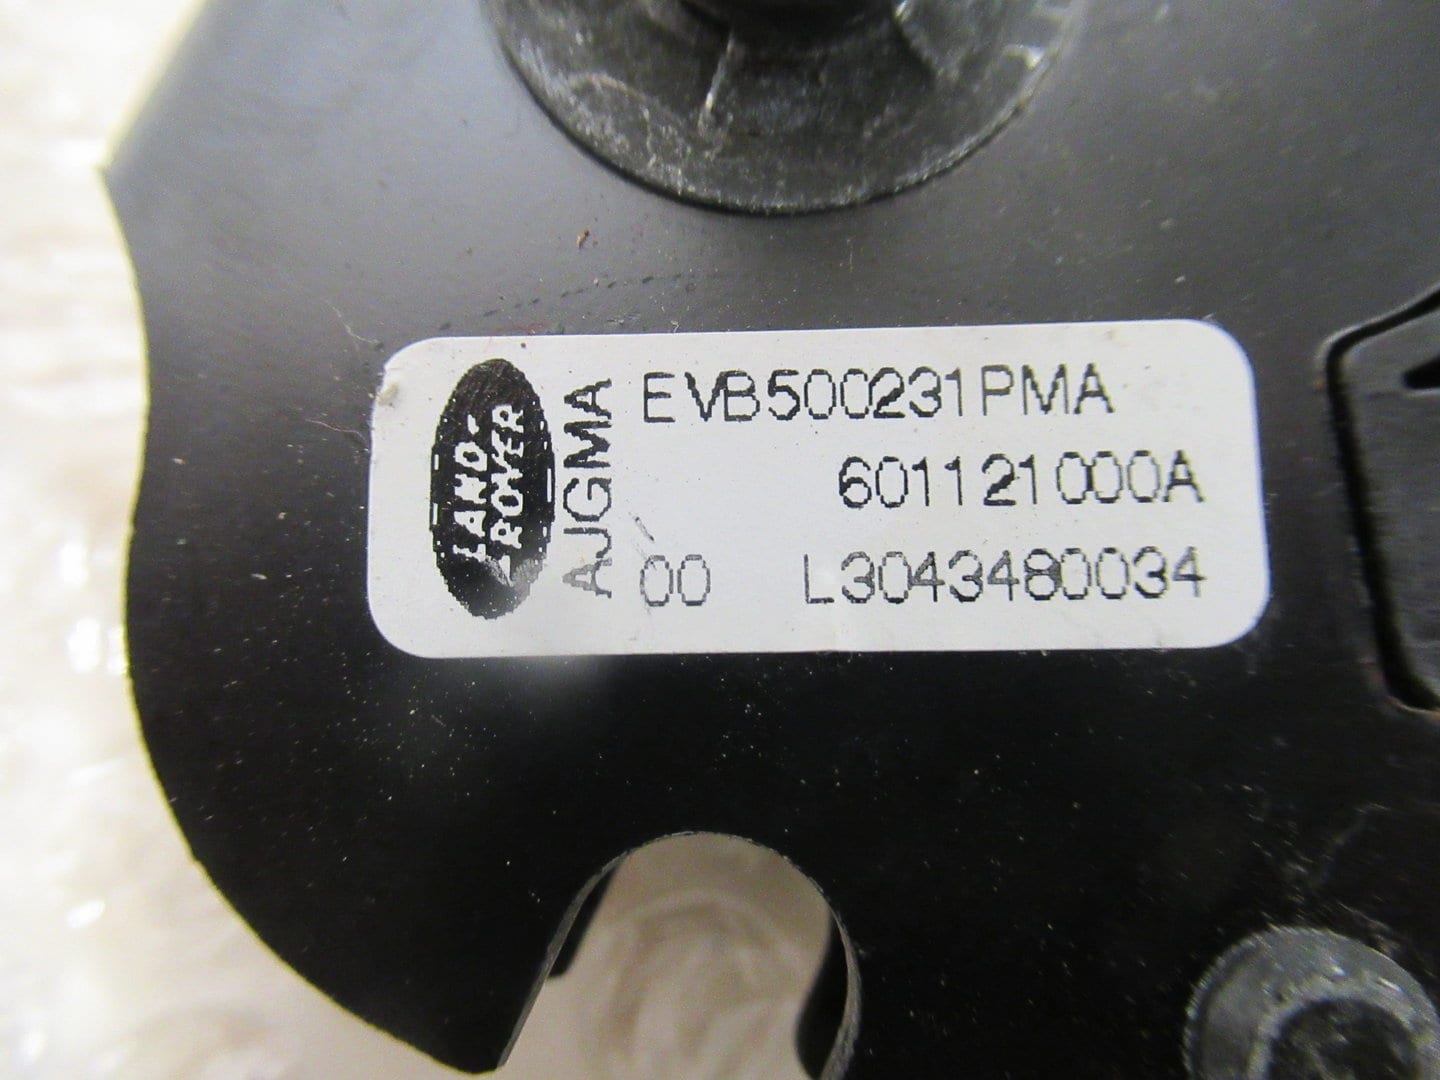 LAND-
ROVER
AJGMA
EVB500231PMA
601121000A
00 L3043480034